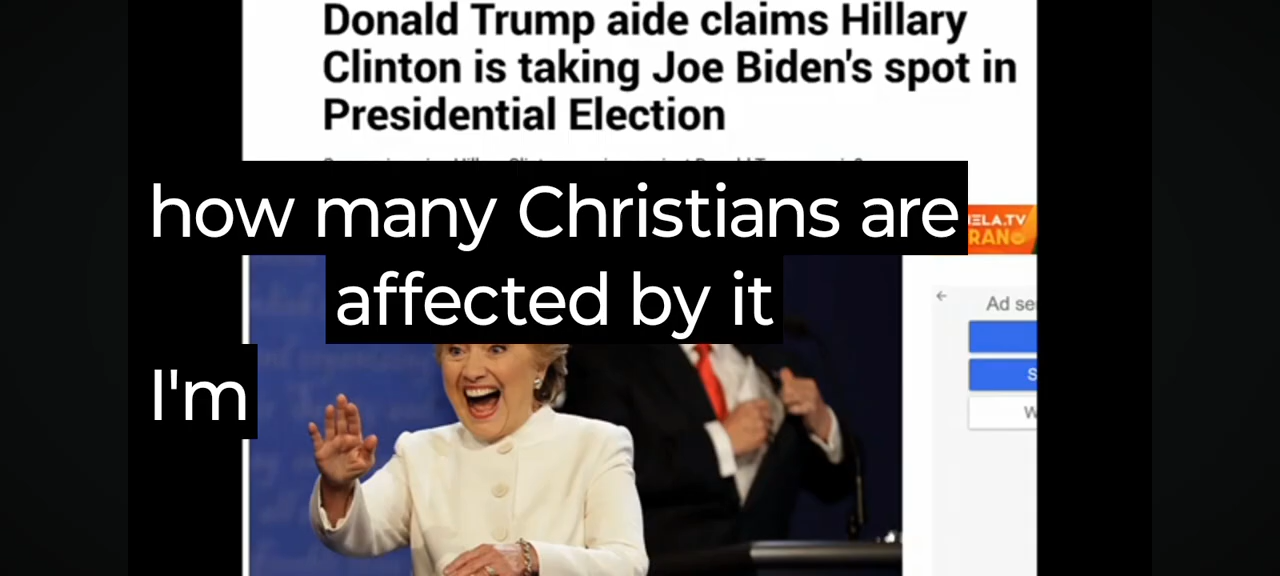 Donald Trump aide claims Hillary
Clinton is taking Joe Biden's spot in
Presidential Election
how many Christians are
affected by it
I'm
Ad